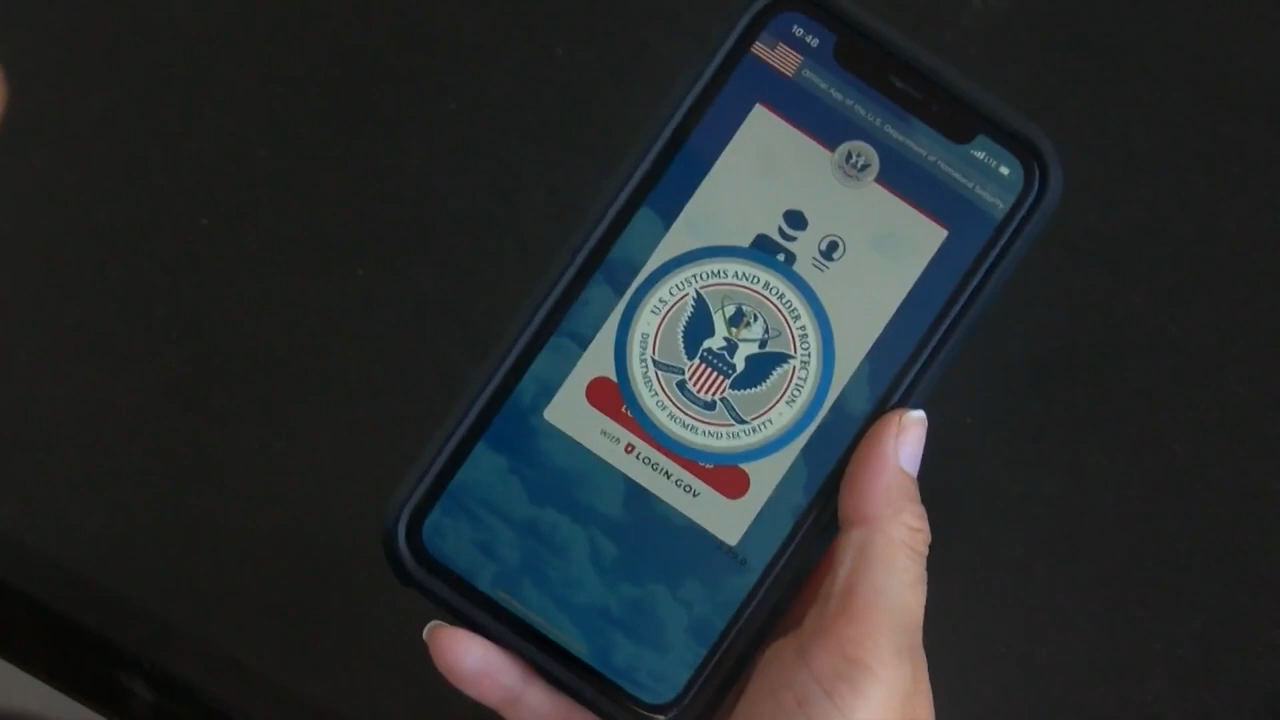 10:48
LTE
Official App of the U.S. Department of Homeland Security
U.S. CUSTOMS AND BORDER PROTECTION
DEPARTMENT OF HOMELAND SECURITY
with LOGIN.GOV